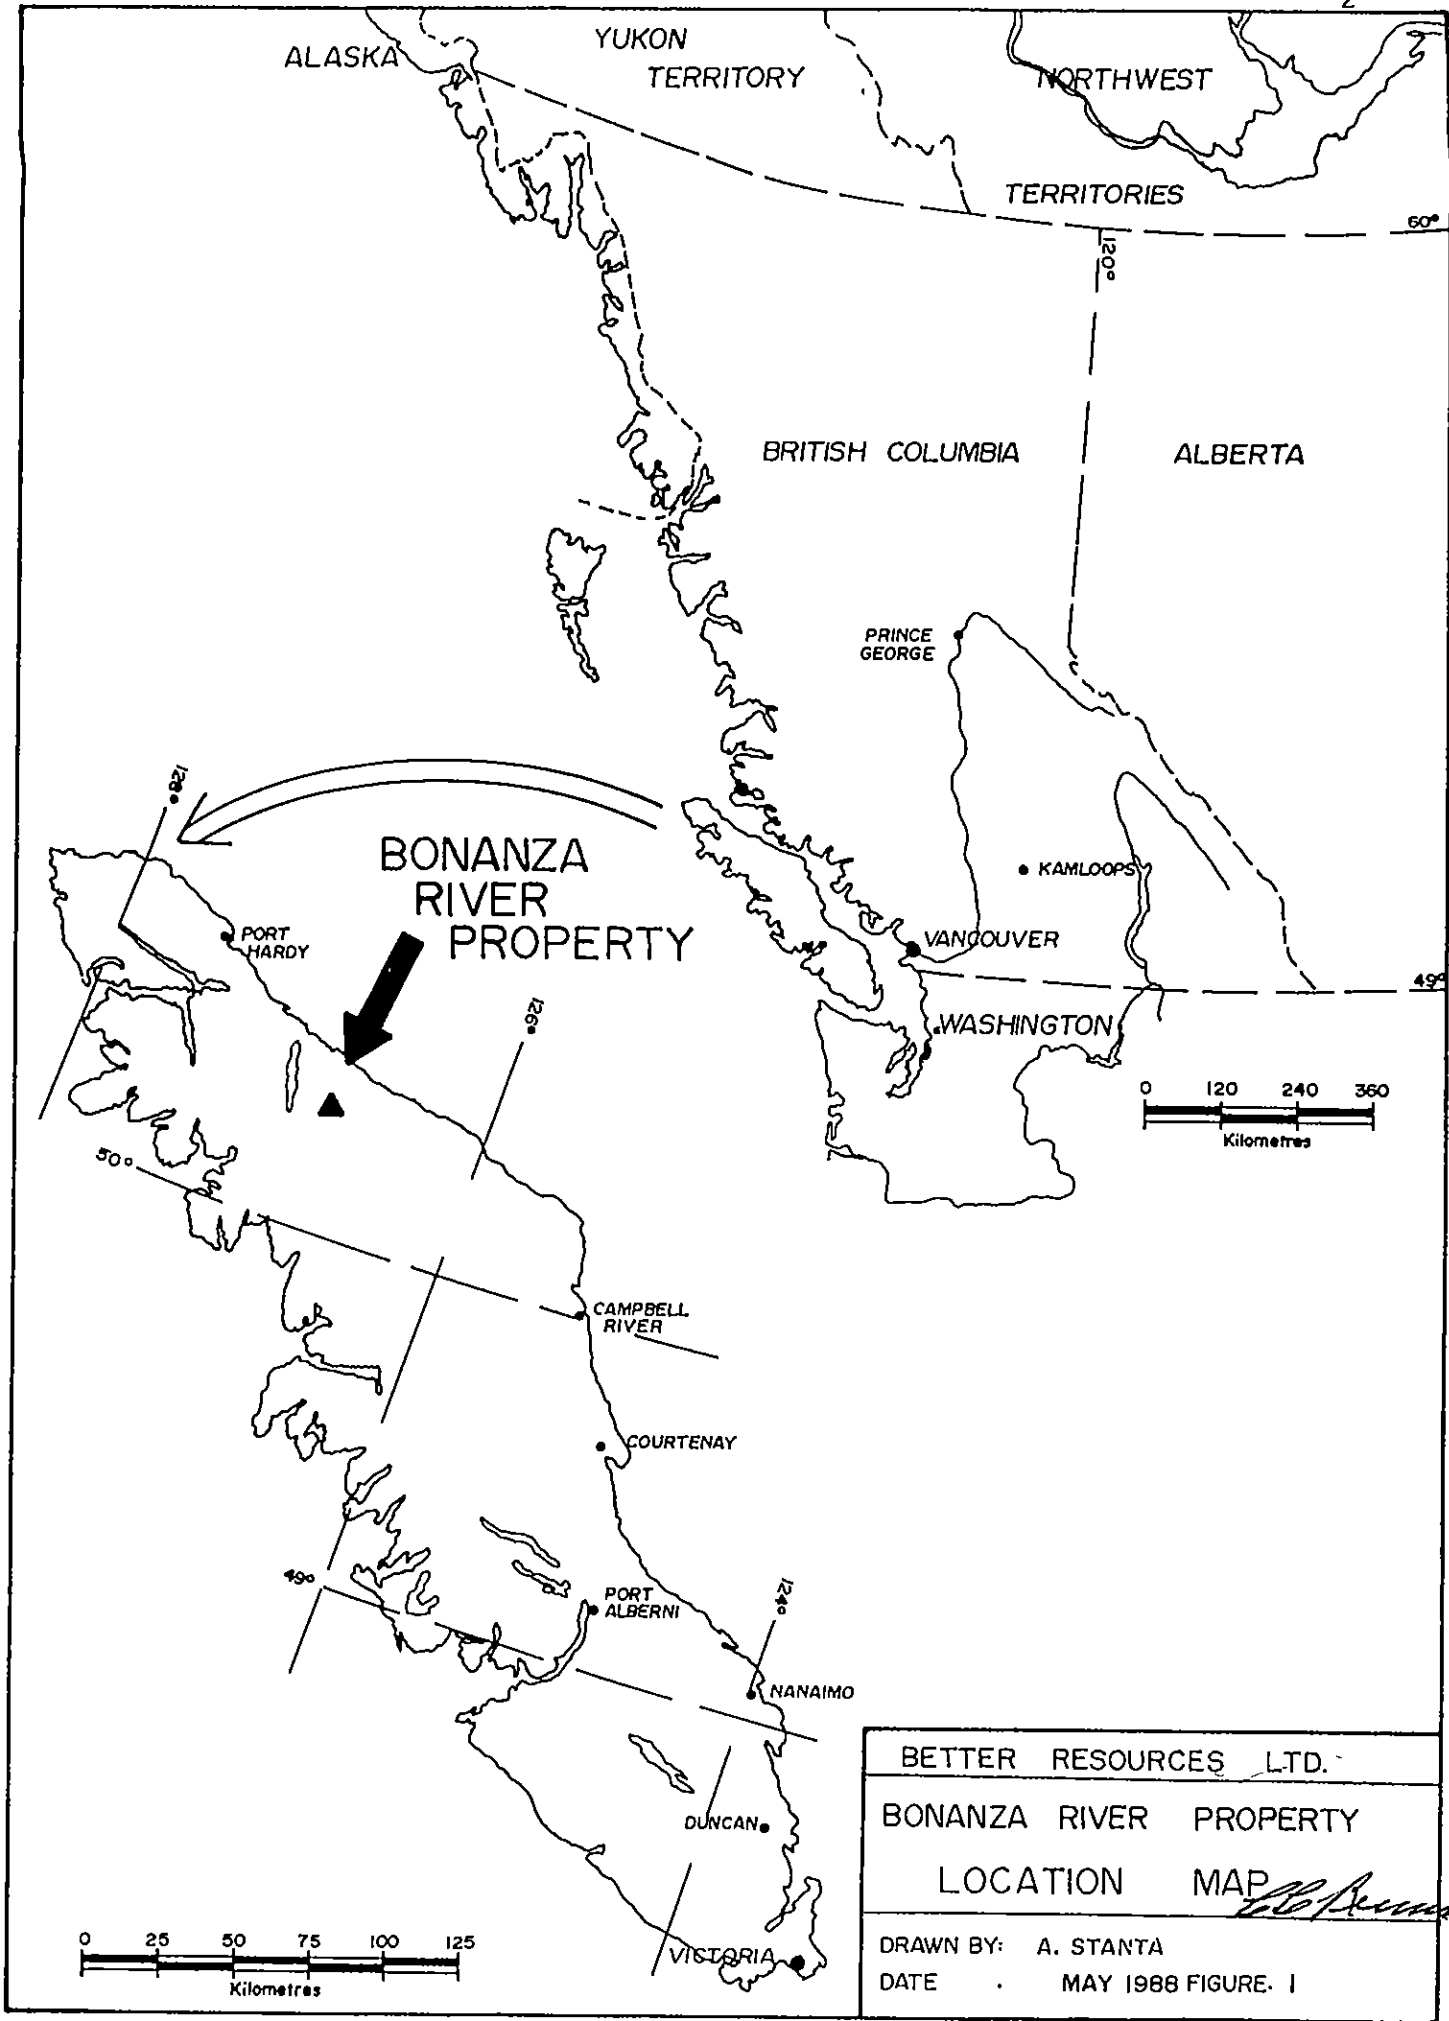 2
ALASKA
YUKON
TERRITORY
NORTHWEST
TERRITORIES
60°
120°
BRITISH COLUMBIA
ALBERTA
PRINCE
GEORGE
KAMLOOPS
VANCOUVER
49°
WASHINGTON
0 120 240 360
Kilometres
128°
BONANZA
RIVER
PROPERTY
PORT
HARDY
126°
50°
CAMPBELL
RIVER
COURTENAY
49°
PORT
ALBERNI
124°
NANAIMO
DUNCAN
VICTORIA
0 25 50 75 100 125
Kilometres
BETTER RESOURCES LTD.
BONANZA RIVER PROPERTY
LOCATION MAP
DRAWN BY: A. STANTA
DATE . MAY 1988 FIGURE. 1